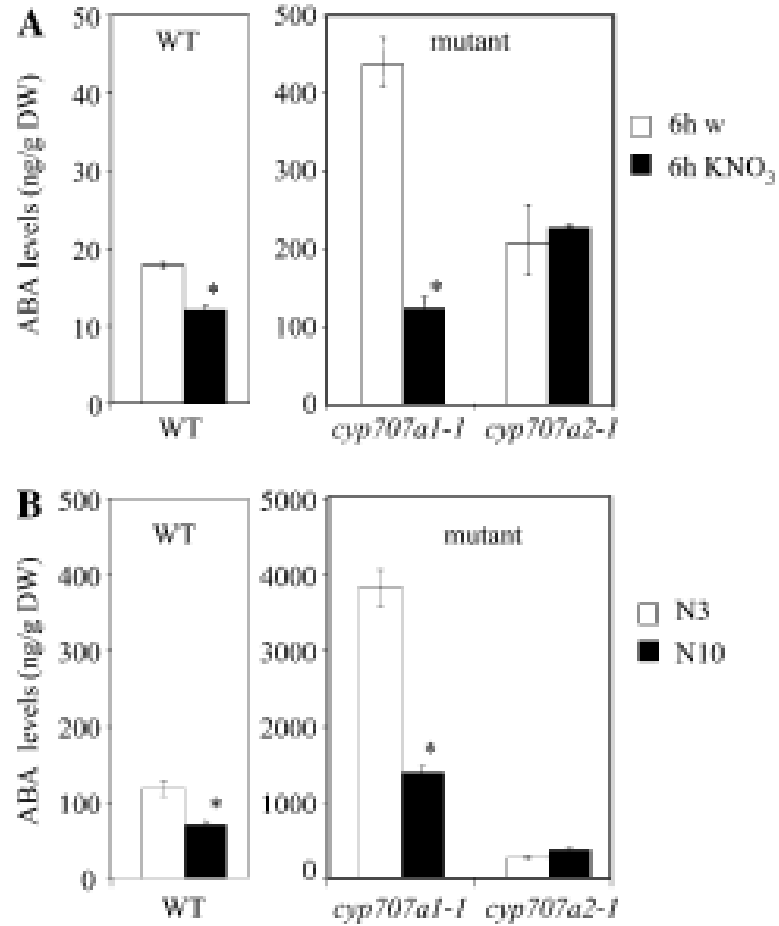 A
WT
mutant
ABA levels (ng/g DW)
50
40
30
20
10
0
500
400
300
200
100
0
6h w
6h KNO₃
*
*
WT
cyp707a1-1 cyp707a2-1
B
WT
mutant
ABA levels (ng/g DW)
500
400
300
200
100
0
5000
4000
3000
2000
1000
0
N3
N10
*
*
WT
cyp707a1-1 cyp707a2-1